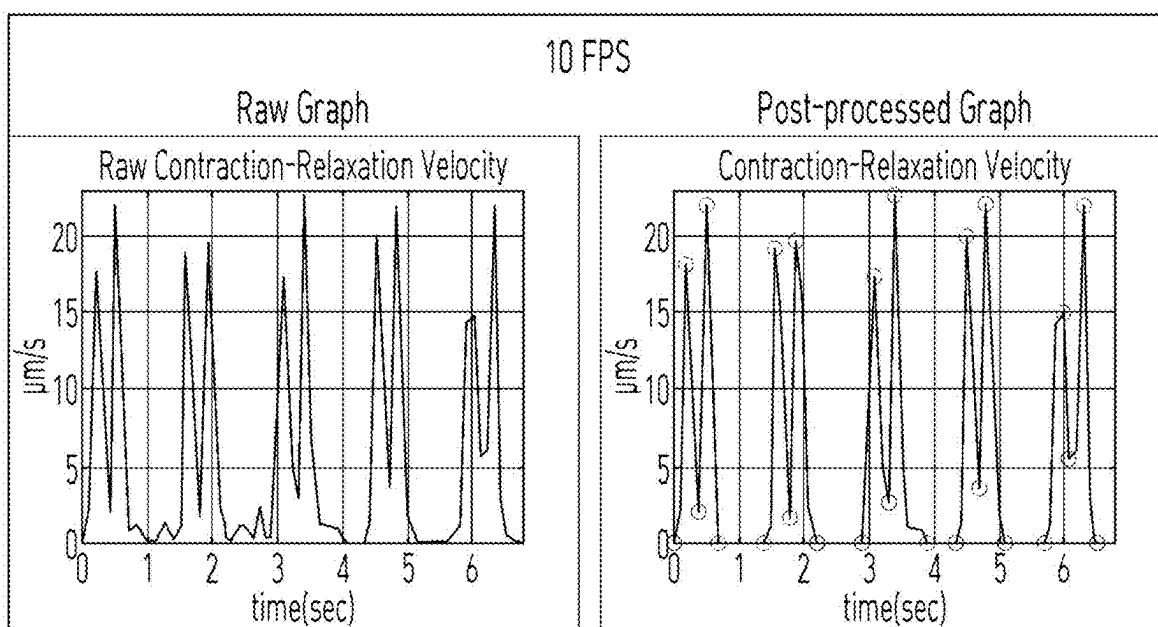 10 FPS
Raw Graph
Raw Contraction-Relaxation Velocity
20
15
10
5
0
µm/s
0 1 2 3 4 5 6
time(sec)
Post-processed Graph
Contraction-Relaxation Velocity
20
15
10
5
0
µm/s
0 1 2 3 4 5 6
time(sec)